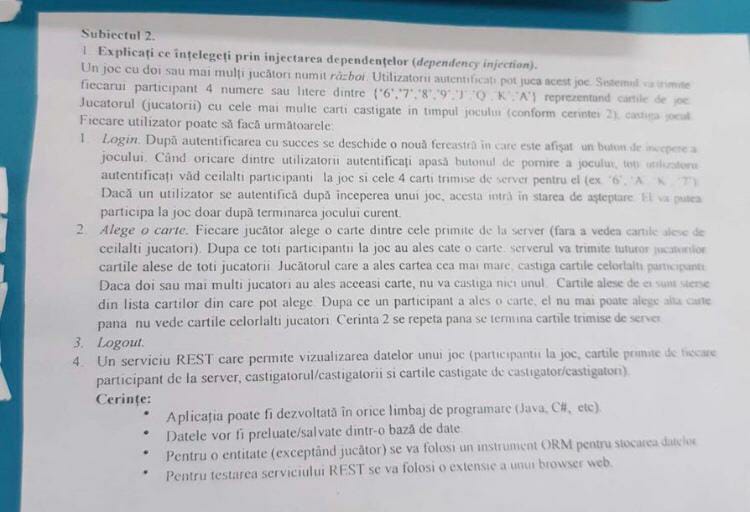 Subiectul 2.
1. Explicați ce înțelegeți prin injectarea dependențelor (dependency injection).
Un joc cu doi sau mai mulți jucători numit război. Utilizatorii autentificați pot juca acest joc. Sistemul va trimite
fiecarui participant 4 numere sau litere dintre {'6','7','8','9','J','Q','K','A'} reprezentand cartile de joc.
Jucatorul (jucatorii) cu cele mai multe carti castigate in timpul jocului (conform cerintei 2), castiga jocul.
Fiecare utilizator poate să facă următoarele:
1. Login. După autentificarea cu succes se deschide o nouă fereastră în care este afișat un buton de începere a
jocului. Când oricare dintre utilizatorii autentificați apasă butonul de pornire a jocului, toți utilizatorii
autentificați văd ceilalti participanti la joc si cele 4 carti trimise de server pentru el (ex. '6', 'A', 'K', '7').
Dacă un utilizator se autentifică după începerea unui joc, acesta intră în starea de așteptare. El va putea
participa la joc doar după terminarea jocului curent.
2. Alege o carte. Fiecare jucător alege o carte dintre cele primite de la server (fara a vedea cartile alese de
ceilalti jucatori). Dupa ce toti participantii la joc au ales cate o carte, serverul va trimite tuturor jucatorilor
cartile alese de toti jucatorii. Jucătorul care a ales cartea cea mai mare, castiga cartile celorlalti participanti.
Daca doi sau mai multi jucatori au ales aceeasi carte, nu va castiga nici unul. Cartile alese de ei sunt sterse
din lista cartilor din care pot alege. Dupa ce un participant a ales o carte, el nu mai poate alege alta carte
pana nu vede cartile celorlalti jucatori. Cerinta 2 se repeta pana se termina cartile trimise de server.
3. Logout.
4. Un serviciu REST care permite vizualizarea datelor unui joc (participantii la joc, cartile primite de fiecare
participant de la server, castigatorul/castigatorii si cartile castigate de castigator/castigatori).
Cerințe:
• Aplicația poate fi dezvoltată în orice limbaj de programare (Java, C#, etc).
• Datele vor fi preluate/salvate dintr-o bază de date.
• Pentru o entitate (exceptând jucător) se va folosi un instrument ORM pentru stocarea datelor.
• Pentru testarea serviciului REST se va folosi o extensie a unui browser web.